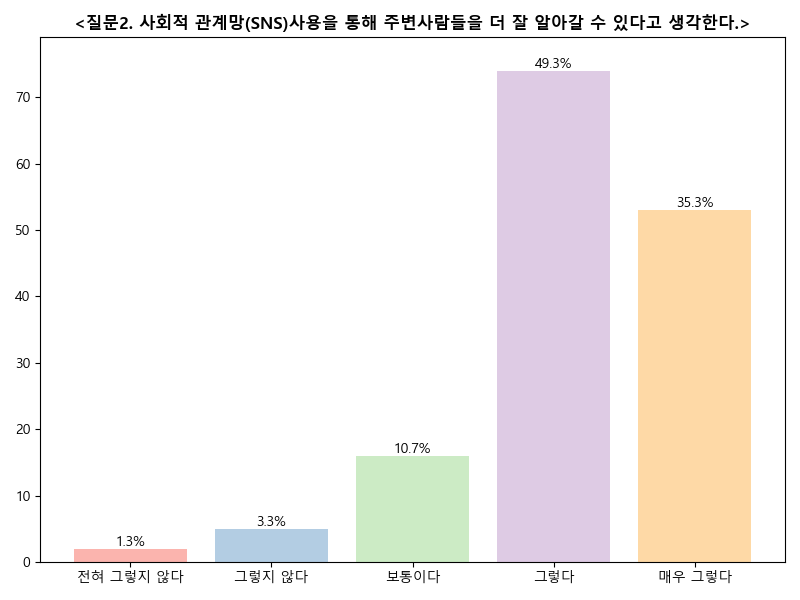 <질문2. 사회적 관계망(SNS)사용을 통해 주변사람들을 더 잘 알아갈 수 있다고 생각한다.>
70
60
50
40
30
20
10
0
1.3%
3.3%
10.7%
49.3%
35.3%
전혀 그렇지 않다
그렇지 않다
보통이다
그렇다
매우 그렇다